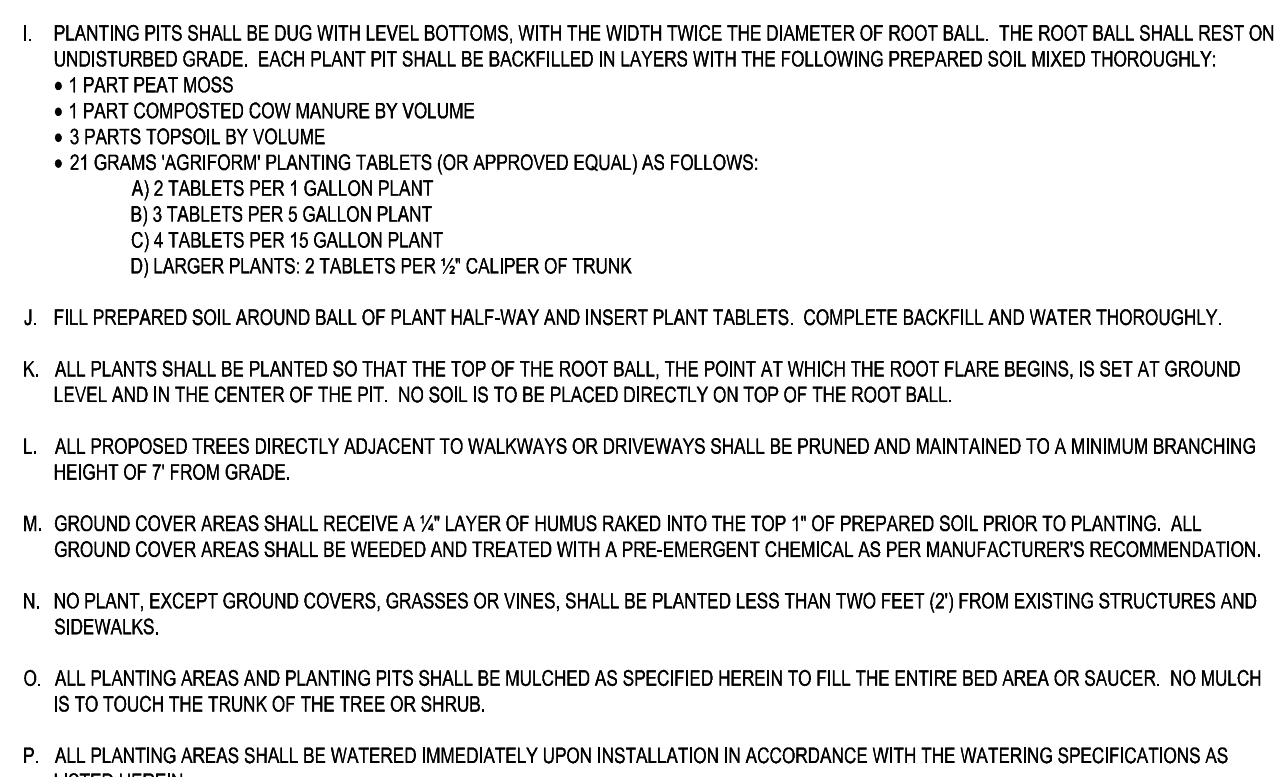 I. PLANTING PITS SHALL BE DUG WITH LEVEL BOTTOMS, WITH THE WIDTH TWICE THE DIAMETER OF ROOT BALL. THE ROOT BALL SHALL REST ON
UNDISTURBED GRADE. EACH PLANT PIT SHALL BE BACKFILLED IN LAYERS WITH THE FOLLOWING PREPARED SOIL MIXED THOROUGHLY:
• 1 PART PEAT MOSS
• 1 PART COMPOSTED COW MANURE BY VOLUME
• 3 PARTS TOPSOIL BY VOLUME
• 21 GRAMS 'AGRIFORM' PLANTING TABLETS (OR APPROVED EQUAL) AS FOLLOWS:
A) 2 TABLETS PER 1 GALLON PLANT
B) 3 TABLETS PER 5 GALLON PLANT
C) 4 TABLETS PER 15 GALLON PLANT
D) LARGER PLANTS: 2 TABLETS PER ½" CALIPER OF TRUNK
J. FILL PREPARED SOIL AROUND BALL OF PLANT HALF-WAY AND INSERT PLANT TABLETS. COMPLETE BACKFILL AND WATER THOROUGHLY.
K. ALL PLANTS SHALL BE PLANTED SO THAT THE TOP OF THE ROOT BALL, THE POINT AT WHICH THE ROOT FLARE BEGINS, IS SET AT GROUND
LEVEL AND IN THE CENTER OF THE PIT. NO SOIL IS TO BE PLACED DIRECTLY ON TOP OF THE ROOT BALL.
L. ALL PROPOSED TREES DIRECTLY ADJACENT TO WALKWAYS OR DRIVEWAYS SHALL BE PRUNED AND MAINTAINED TO A MINIMUM BRANCHING
HEIGHT OF 7' FROM GRADE.
M. GROUND COVER AREAS SHALL RECEIVE A ¼" LAYER OF HUMUS RAKED INTO THE TOP 1" OF PREPARED SOIL PRIOR TO PLANTING. ALL
GROUND COVER AREAS SHALL BE WEEDED AND TREATED WITH A PRE-EMERGENT CHEMICAL AS PER MANUFACTURER'S RECOMMENDATION.
N. NO PLANT, EXCEPT GROUND COVERS, GRASSES OR VINES, SHALL BE PLANTED LESS THAN TWO FEET (2') FROM EXISTING STRUCTURES AND
SIDEWALKS.
O. ALL PLANTING AREAS AND PLANTING PITS SHALL BE MULCHED AS SPECIFIED HEREIN TO FILL THE ENTIRE BED AREA OR SAUCER. NO MULCH
IS TO TOUCH THE TRUNK OF THE TREE OR SHRUB.
P. ALL PLANTING AREAS SHALL BE WATERED IMMEDIATELY UPON INSTALLATION IN ACCORDANCE WITH THE WATERING SPECIFICATIONS AS